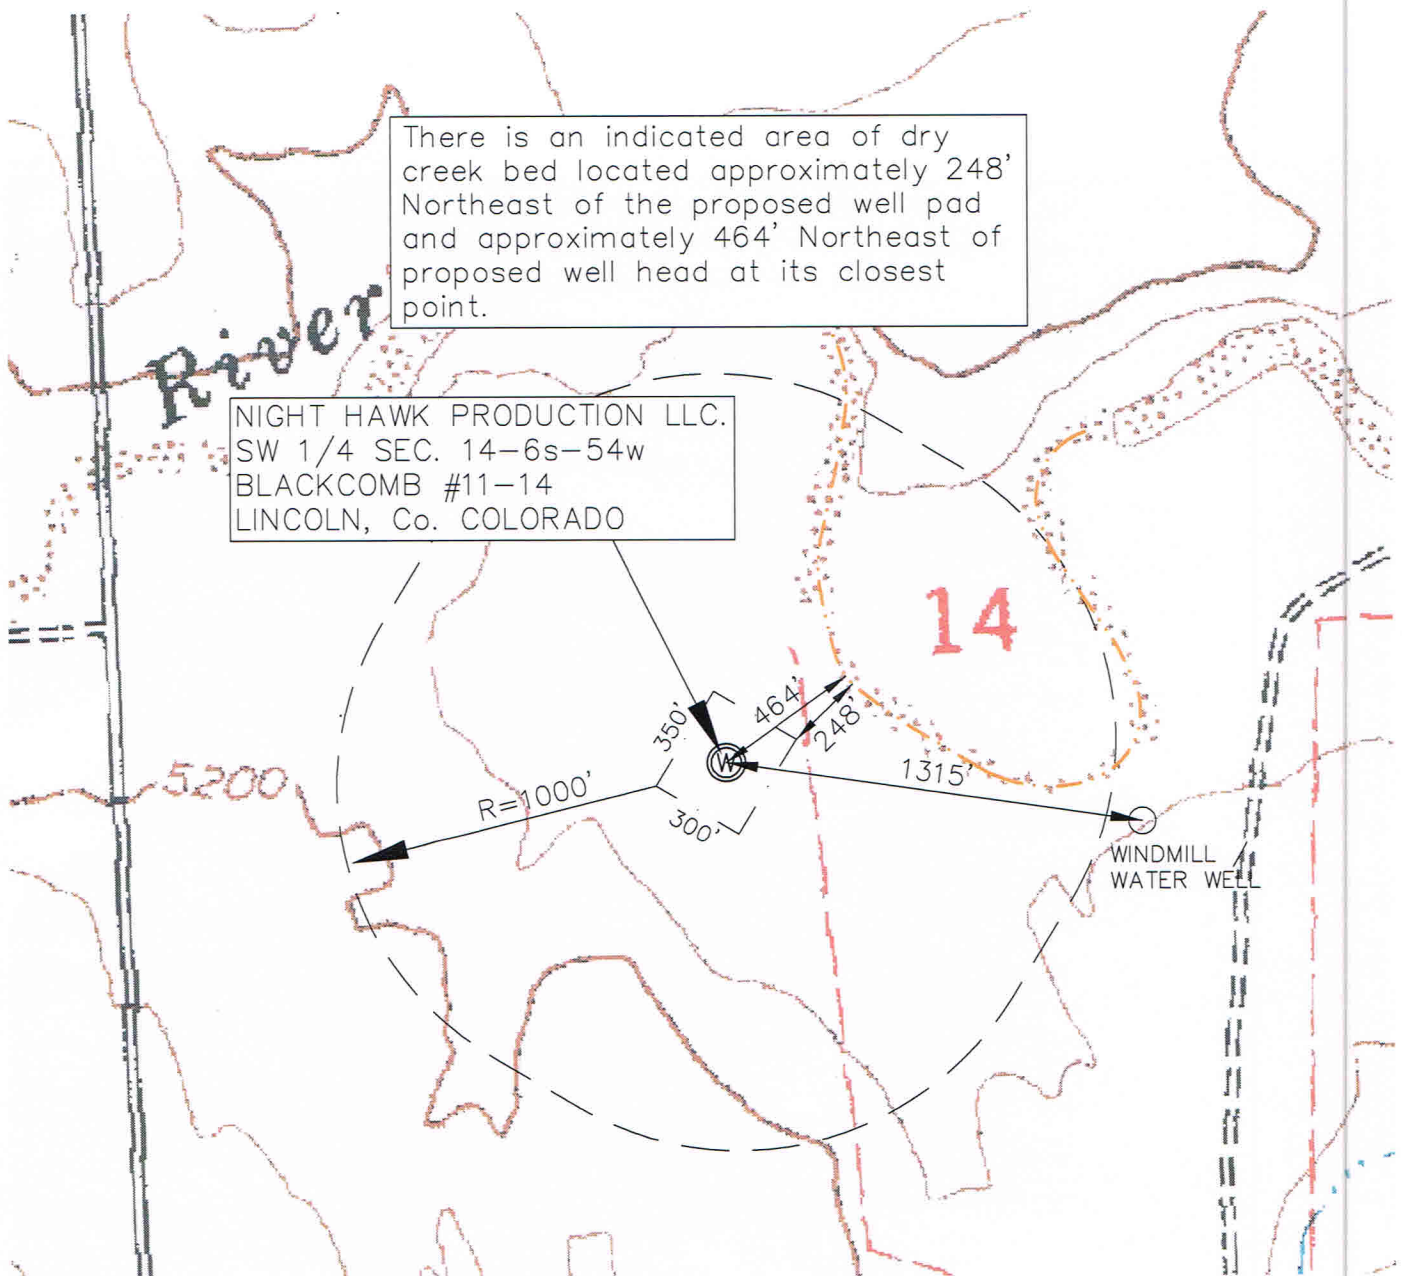 There is an indicated area of dry
creek bed located approximately 248'
Northeast of the proposed well pad
and approximately 464' Northeast of
proposed well head at its closest
point.
River
NIGHT HAWK PRODUCTION LLC.
SW 1/4 SEC. 14-6s-54w
BLACKCOMB #11-14
LINCOLN, Co. COLORADO
14
464'
350'
248'
W
1315'
5200
R=1000'
300'
WINDMILL
WATER WELL